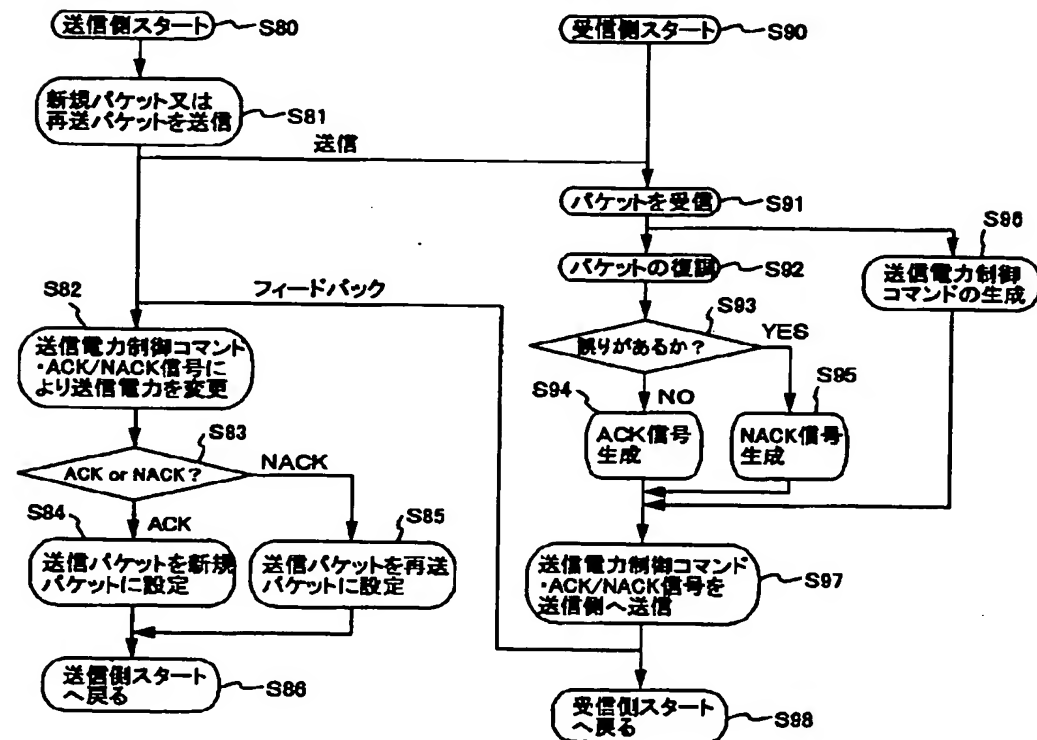 送信側スタート
S80
新規パケット又は
再送パケットを送信
S81
送信
フィードバック
S82
送信電力制御コマンド
・ACK/NACK信号に
より送信電力を変更
S83
ACK or NACK？
NACK
ACK
S84
送信パケットを新規
パケットに設定
S85
送信パケットを再送
パケットに設定
送信側スタート
へ戻る
S86
受信側スタート
S90
パケットを受信
S91
パケットの復調
S92
S96
送信電力制御
コマンドの生成
S93
誤りがあるか？
YES
NO
S94
ACK信号
生成
S95
NACK信号
生成
送信電力制御コマンド
・ACK/NACK信号を
送信側へ送信
S97
受信側スタート
へ戻る
S98